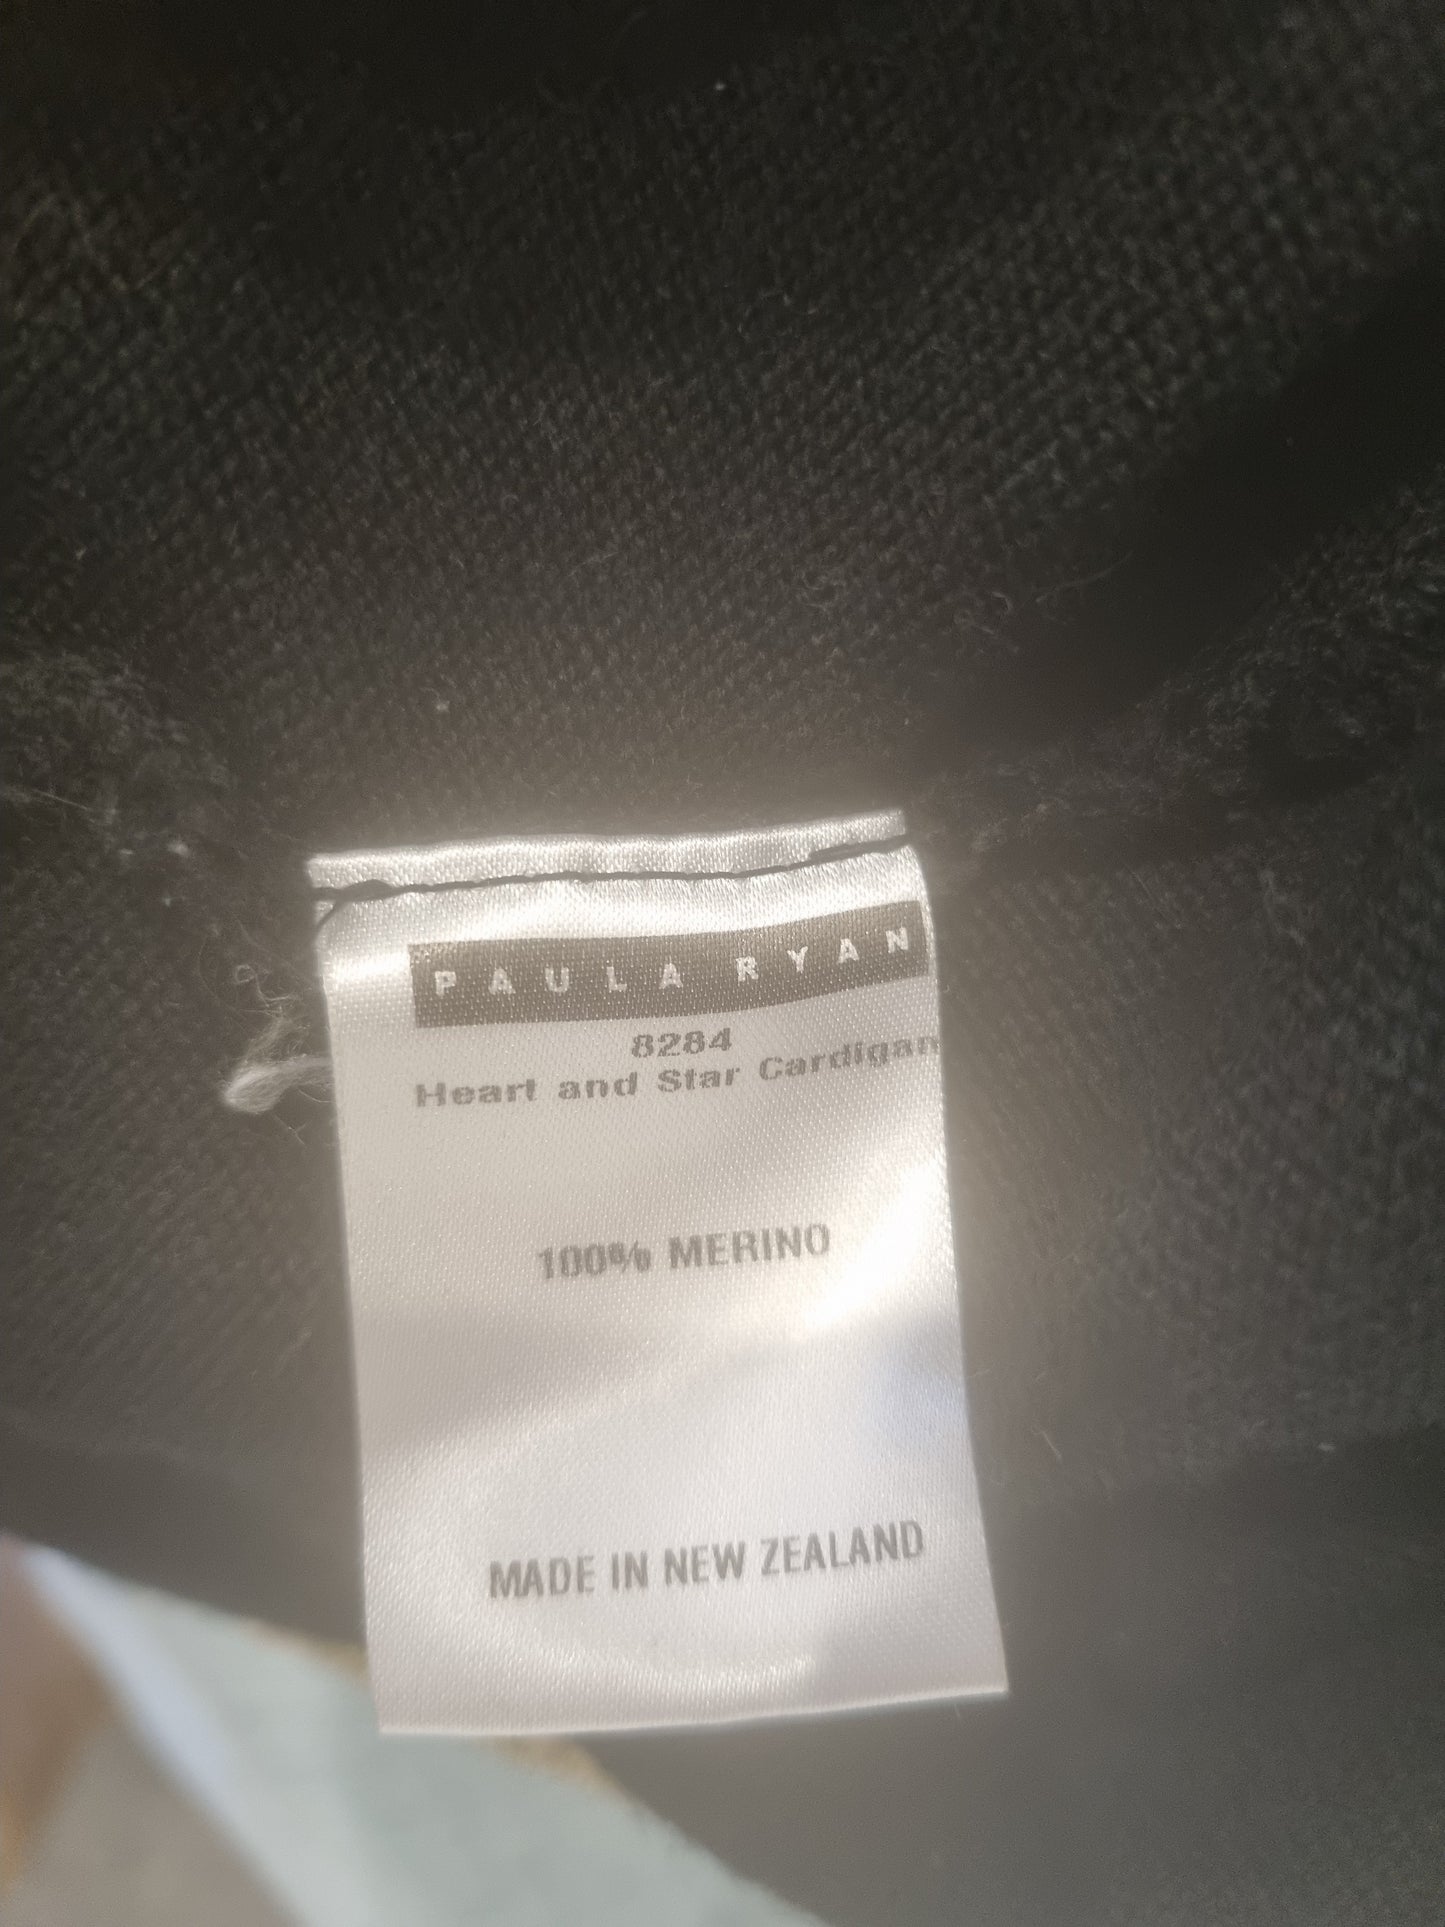 PAULA RYAN
8284
Heart and Star Cardigan
100% MERINO
MADE IN NEW ZEALAND